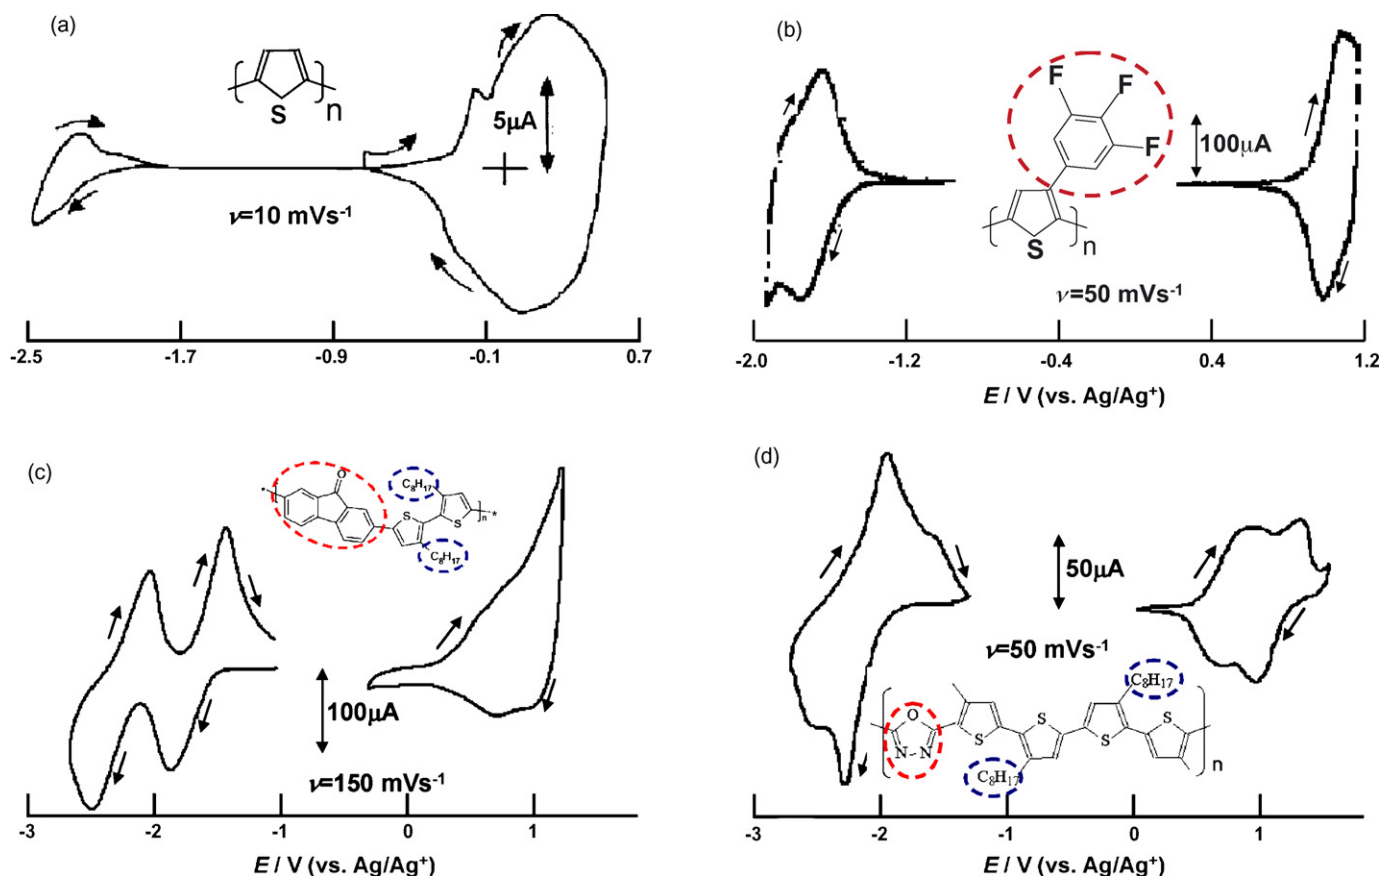 (a)
S
n
5μA
ν=10 mVs-1
-2.5
-1.7
-0.9
-0.1
0.7
(b)
F
F
F
100μA
S
n
ν=50 mVs-1
-2.0
-1.2
-0.4
0.4
1.2
E / V (vs. Ag/Ag+)
(c)
O
C8H17
*
S
S
n
*
C8H17
100μA
ν=150 mVs-1
-3
-2
-1
0
1
E / V (vs. Ag/Ag+)
(d)
50μA
ν=50 mVs-1
C8H17
O
N-N
S
S
S
S
C8H17
n
-3
-2
-1
0
1
E / V (vs. Ag/Ag+)